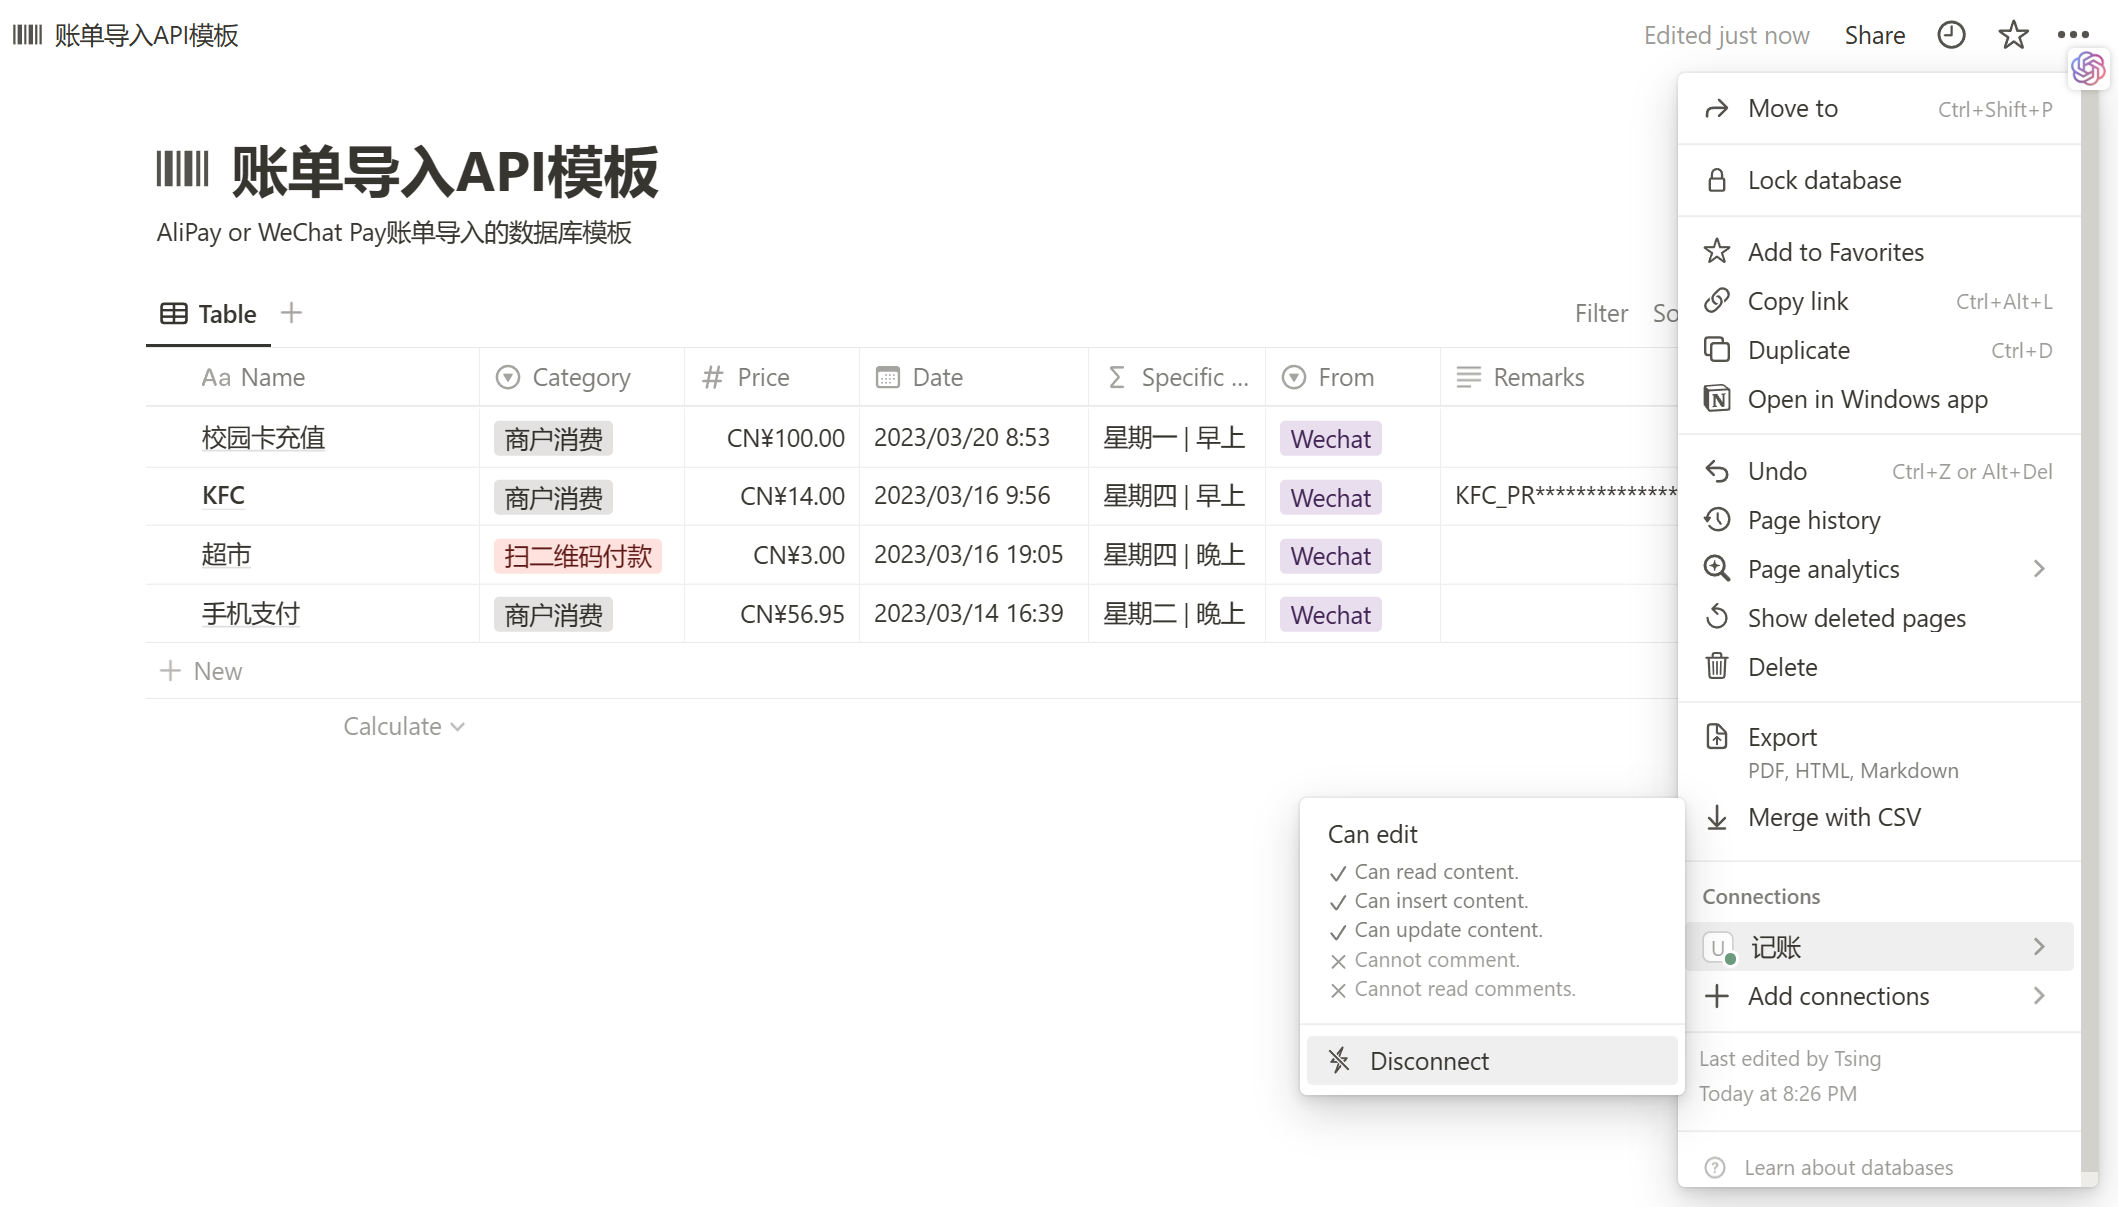 账单导入API模板
Edited just now Share
账单导入API模板
AliPay or WeChat Pay账单导入的数据库模板
Table
Filter So
Aa Name Category # Price Date Σ Specific ... From Remarks
校园卡充值 商户消费 CN¥100.00 2023/03/20 8:53 星期一 | 早上 Wechat
KFC 商户消费 CN¥14.00 2023/03/16 9:56 星期四 | 早上 Wechat KFC_PR**************
超市 扫二维码付款 CN¥3.00 2023/03/16 19:05 星期四 | 晚上 Wechat
手机支付 商户消费 CN¥56.95 2023/03/14 16:39 星期二 | 晚上 Wechat
+ New
Calculate
Move to Ctrl+Shift+P
Lock database
Add to Favorites
Copy link Ctrl+Alt+L
Duplicate Ctrl+D
Open in Windows app
Undo Ctrl+Z or Alt+Del
Page history
Page analytics
Show deleted pages
Delete
Export
PDF, HTML, Markdown
Merge with CSV
Connections
U 记账
Add connections
Last edited by Tsing
Today at 8:26 PM
Learn about databases
Can edit
Can read content.
Can insert content.
Can update content.
Cannot comment.
Cannot read comments.
Disconnect